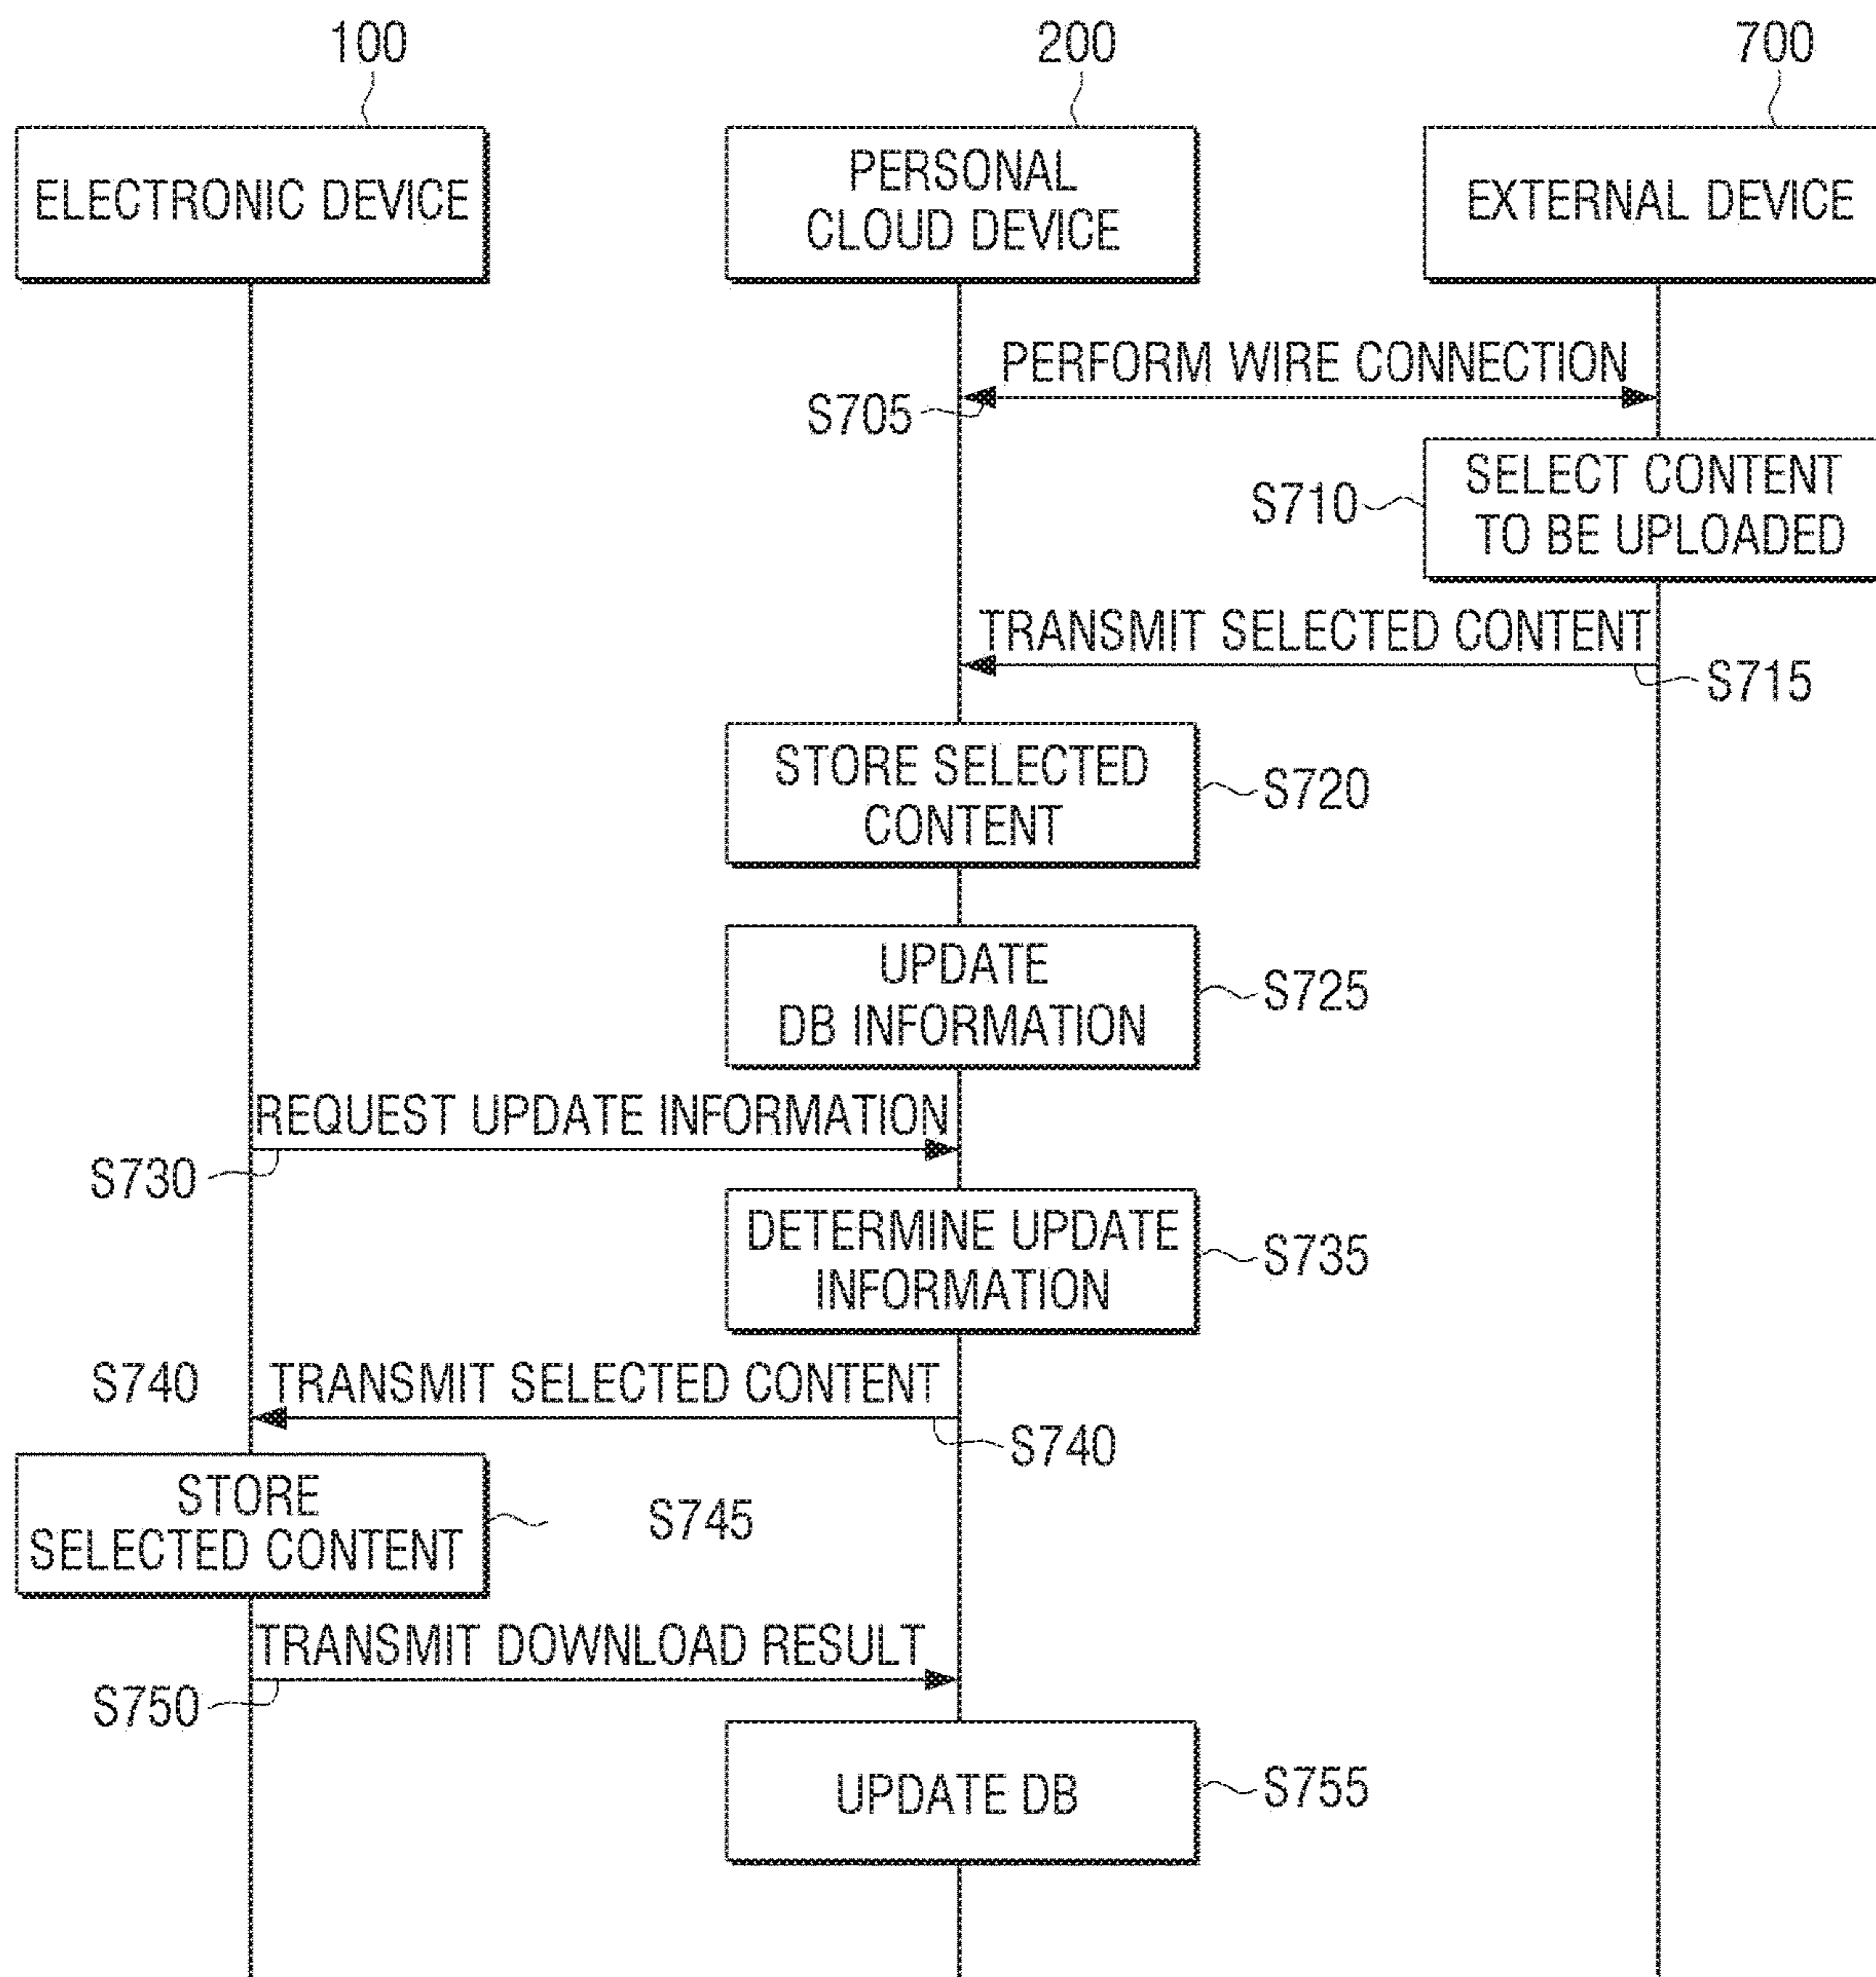 100
200
700
ELECTRONIC DEVICE
PERSONAL
CLOUD DEVICE
EXTERNAL DEVICE
PERFORM WIRE CONNECTION
S705
S710
SELECT CONTENT
TO BE UPLOADED
TRANSMIT SELECTED CONTENT
S715
STORE SELECTED
CONTENT
S720
UPDATE
DB INFORMATION
S725
REQUEST UPDATE INFORMATION
S730
DETERMINE UPDATE
INFORMATION
S735
S740
TRANSMIT SELECTED CONTENT
S740
STORE
SELECTED CONTENT
S745
TRANSMIT DOWNLOAD RESULT
S750
UPDATE DB
S755